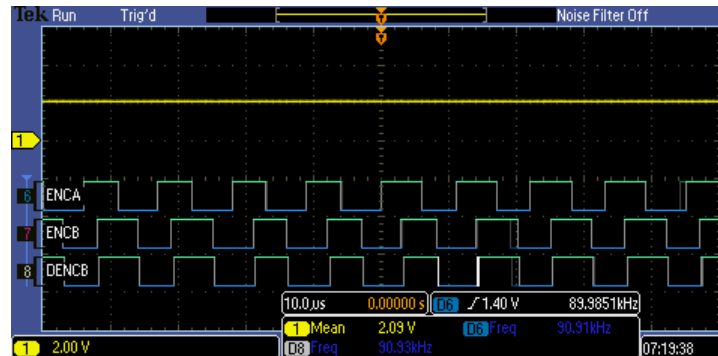 Tek Run Trig'd Noise Filter Off
1
6 ENCA
7 ENCB
8 DENCB
10.0µs 0.00000 s D6 1.40 V 89.9851kHz
1 Mean 2.09 V D6 Freq 90.91kHz
D8 Freq 90.93kHz
1 2.00 V 07:19:38